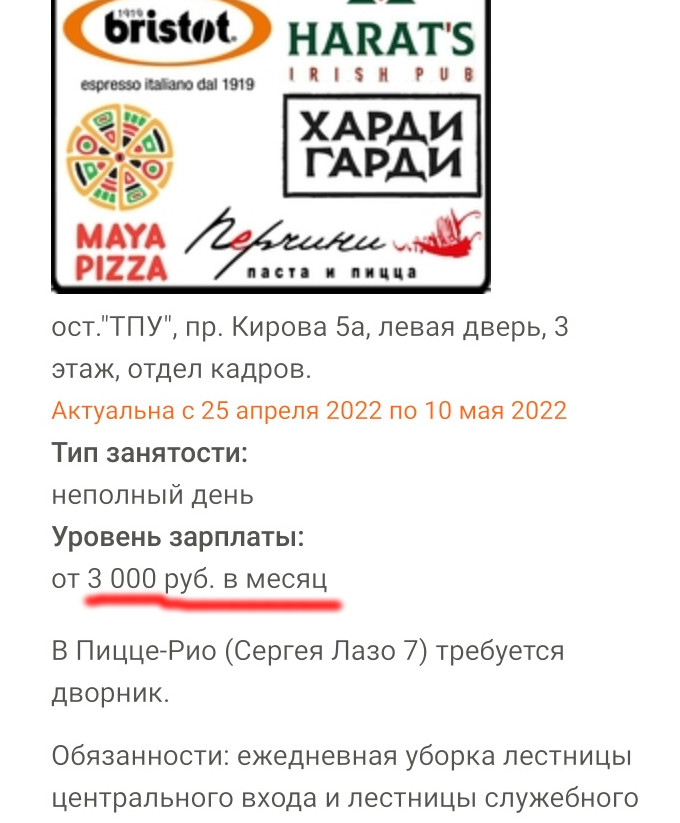 1919
bristot.
espresso italiano dal 1919
HARAT'S
IRISH PUB
MAYA
PIZZA
ХАРДИ
ГАРДИ
Перчини
паста и пицца
ост."ТПУ", пр. Кирова 5а, левая дверь, 3
этаж, отдел кадров.
Актуальна с 25 апреля 2022 по 10 мая 2022
Тип занятости:
неполный день
Уровень зарплаты:
от 3 000 руб. в месяц
В Пицце-Рио (Сергея Лазо 7) требуется
дворник.
Обязанности: ежедневная уборка лестницы
центрального входа и лестницы служебного